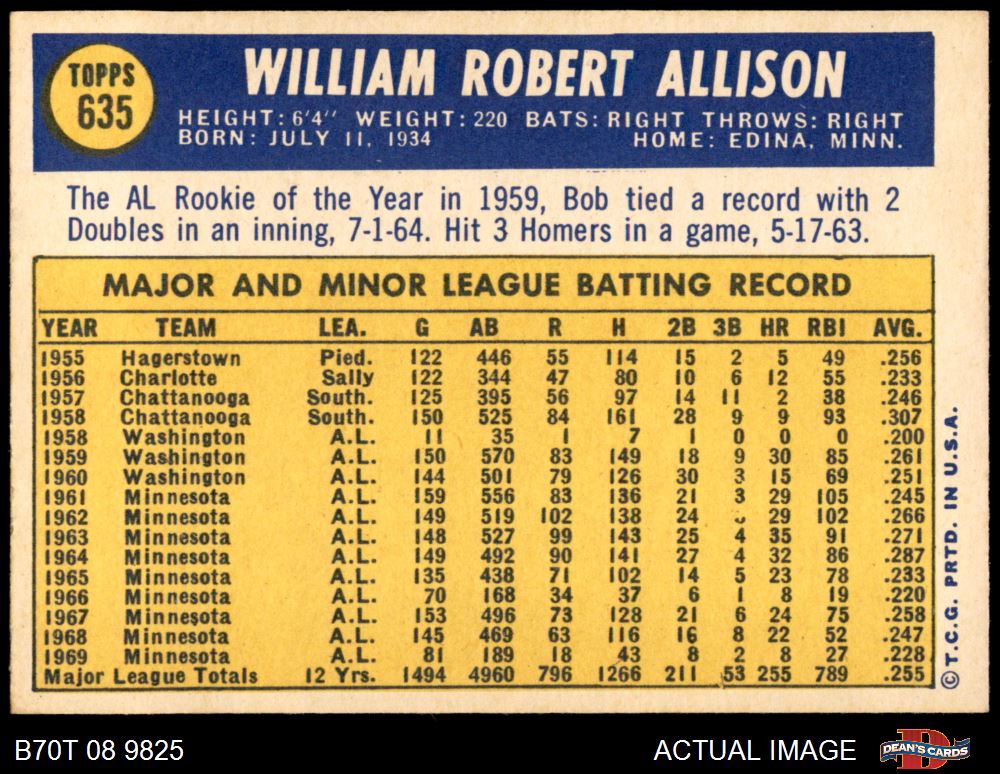 TOPPS
635
WILLIAM ROBERT ALLISON
HEIGHT: 6'4" WEIGHT: 220 BATS: RIGHT THROWS: RIGHT
BORN: JULY 11, 1934 HOME: EDINA, MINN.
The AL Rookie of the Year in 1959, Bob tied a record with 2
Doubles in an inning, 7-1-64. Hit 3 Homers in a game, 5-17-63.
MAJOR AND MINOR LEAGUE BATTING RECORD
YEAR TEAM LEA. G AB R H 2B 3B HR RBI AVG.
1955 Hagerstown Pied. 122 446 55 114 15 2 5 49 .256
1956 Charlotte Sally 122 344 47 80 10 6 12 55 .233
1957 Chattanooga South. 125 395 56 97 14 11 2 38 .246
1958 Chattanooga South. 150 525 84 161 28 9 9 93 .307
1958 Washington A.L. 11 35 1 7 1 0 0 0 .200
1959 Washington A.L. 150 570 83 149 18 9 30 85 .261
1960 Washington A.L. 144 501 79 126 30 3 15 69 .251
1961 Minnesota A.L. 159 556 83 136 21 3 29 105 .245
1962 Minnesota A.L. 149 519 102 138 24 29 102 .266
1963 Minnesota A.L. 148 527 99 143 25 4 35 91 .271
1964 Minnesota A.L. 149 492 90 141 27 4 32 86 .287
1965 Minnesota A.L. 135 438 71 102 14 5 23 78 .233
1966 Minnesota A.L. 70 168 34 37 6 1 8 19 .220
1967 Minnesota A.L. 153 496 73 128 21 6 24 75 .258
1968 Minnesota A.L. 145 469 63 116 16 8 22 52 .247
1969 Minnesota A.L. 81 189 18 43 8 2 8 27 .228
Major League Totals 12 Yrs. 1494 4960 796 1266 211 53 255 789 .255
©T.C.G. PRTD. IN U.S.A.
B70T 08 9825
ACTUAL IMAGE
DEAN'S CARDS